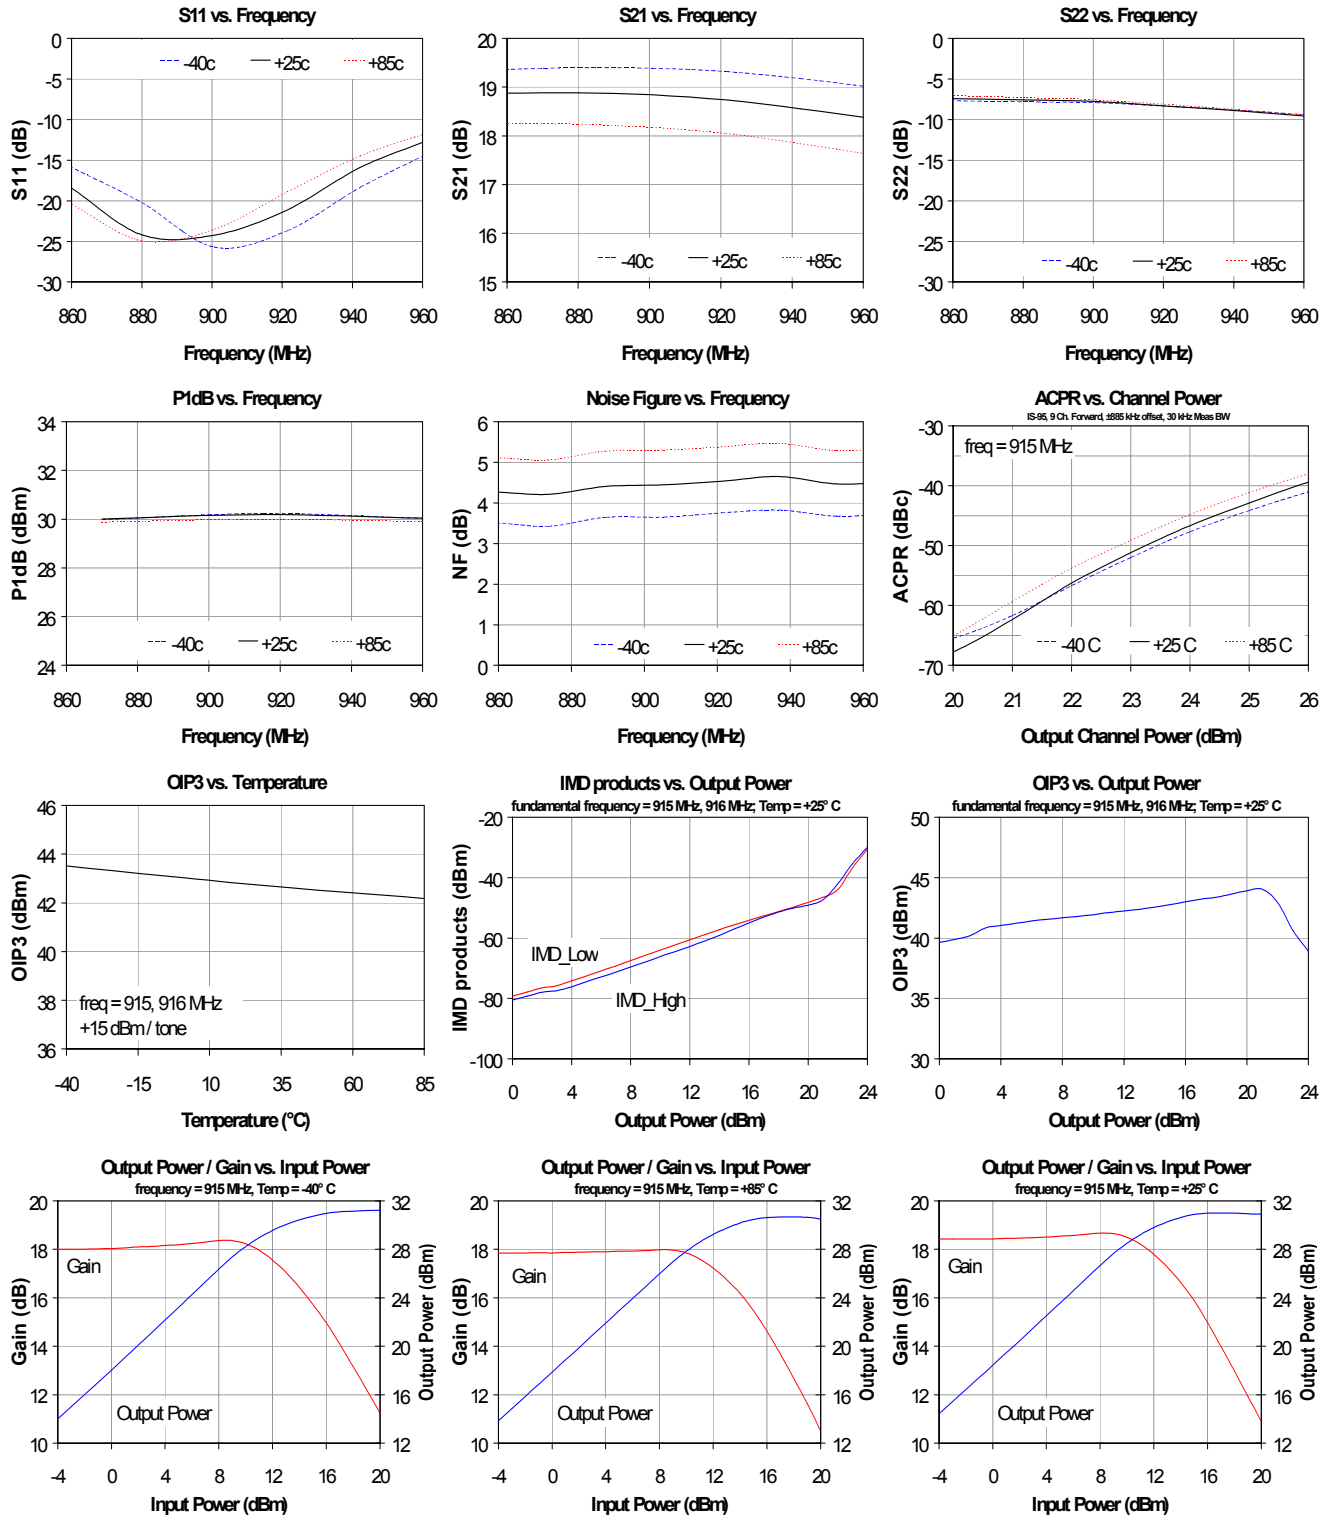 S11 vs. Frequency
0
-5
-10
-15
-20
-25
-30
S11 (dB)
-40c +25c +85c
860 880 900 920 940 960
Frequency (MHz)
S21 vs. Frequency
20
19
18
17
16
15
S21 (dB)
-40c +25c +85c
860 880 900 920 940 960
Frequency (MHz)
S22 vs. Frequency
0
-5
-10
-15
-20
-25
-30
S22 (dB)
-40c +25c +85c
860 880 900 920 940 960
Frequency (MHz)
P1dB vs. Frequency
34
32
30
28
26
24
P1dB (dBm)
-40c +25c +85c
860 880 900 920 940 960
Frequency (MHz)
Noise Figure vs. Frequency
6
5
4
3
2
1
0
NF (dB)
-40c +25c +85c
860 880 900 920 940 960
Frequency (MHz)
ACPR vs. Channel Power
IS-95, 9 Ch. Forward, ±885 kHz offset, 30 kHz Meas BW
-30
-40
-50
-60
-70
ACPR (dBc)
freq = 915 MHz
-40 C +25 C +85 C
20 21 22 23 24 25 26
Output Channel Power (dBm)
OIP3 vs. Temperature
46
44
42
40
38
36
OIP3 (dBm)
freq = 915, 916 MHz
+15 dBm / tone
-40 -15 10 35 60 85
Temperature (°C)
IMD products vs. Output Power
fundamental frequency = 915 MHz, 916 MHz; Temp = +25° C
-20
-40
-60
-80
-100
IMD products (dBm)
IMD_Low
IMD_High
0 4 8 12 16 20 24
Output Power (dBm)
OIP3 vs. Output Power
fundamental frequency = 915 MHz, 916 MHz; Temp = +25° C
50
45
40
35
30
OIP3 (dBm)
0 4 8 12 16 20 24
Output Power (dBm)
Output Power / Gain vs. Input Power
frequency = 915 MHz, Temp = -40° C
20
18
16
14
12
10
Gain (dB)
Gain
Output Power
32
28
24
20
16
12
Output Power (dBm)
-4 0 4 8 12 16 20
Input Power (dBm)
Output Power / Gain vs. Input Power
frequency = 915 MHz, Temp = +85° C
20
18
16
14
12
10
Gain (dB)
Gain
Output Power
32
28
24
20
16
12
Output Power (dBm)
-4 0 4 8 12 16 20
Input Power (dBm)
Output Power / Gain vs. Input Power
frequency = 915 MHz, Temp = +25° C
20
18
16
14
12
10
Gain (dB)
Gain
Output Power
32
28
24
20
16
12
Output Power (dBm)
-4 0 4 8 12 16 20
Input Power (dBm)